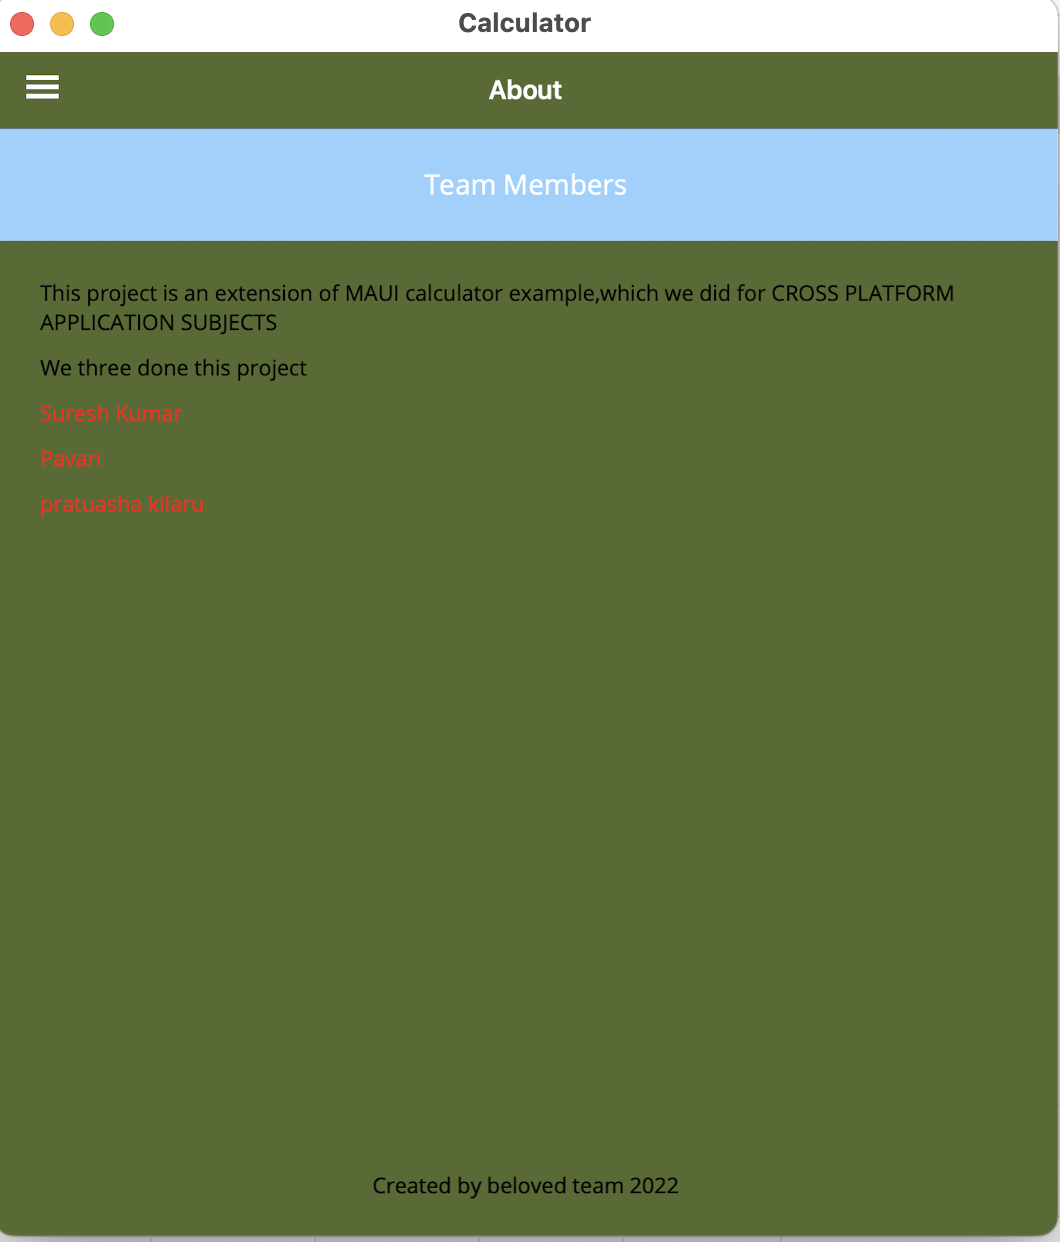 Calculator
About
Team Members
This project is an extension of MAUI calculator example,which we did for CROSS PLATFORM
APPLICATION SUBJECTS
We three done this project
Suresh Kumar
Pavan
pratuasha kilaru
Created by beloved team 2022